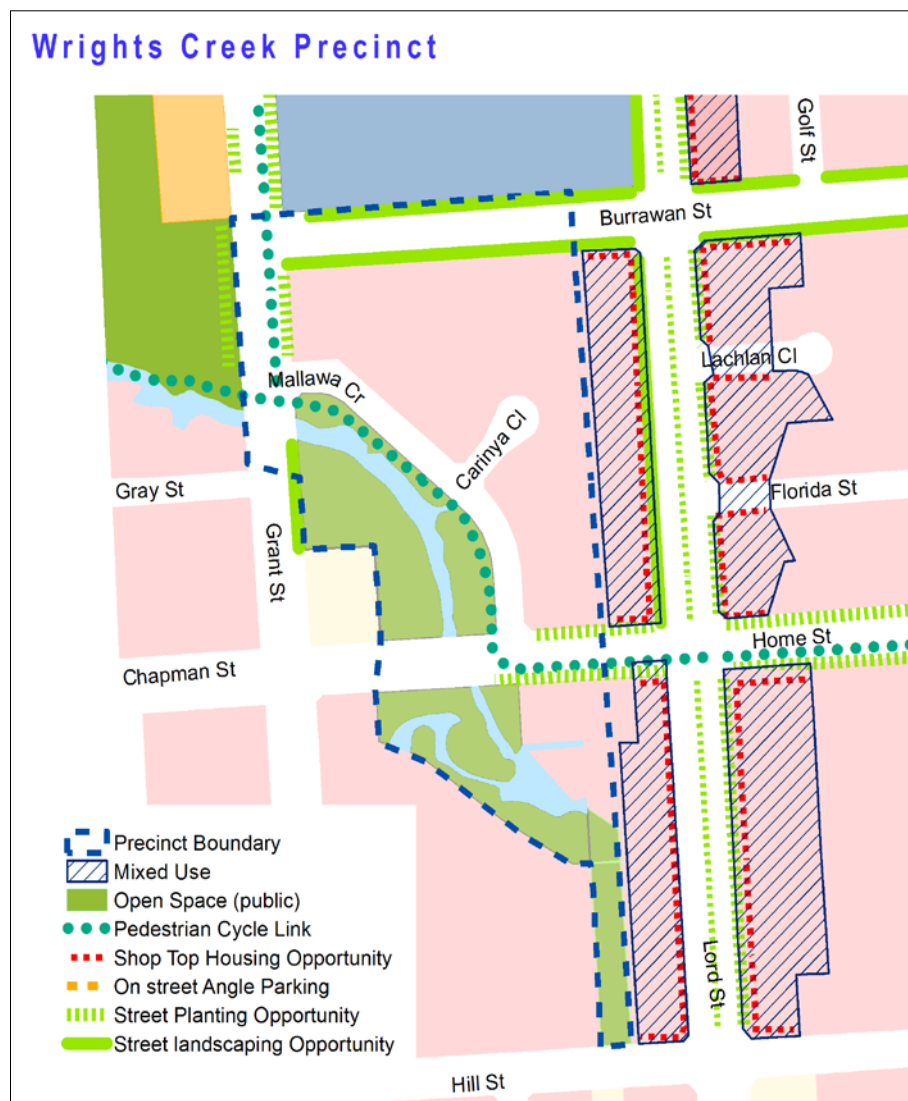 Wrights Creek Precinct
Golf St
Burrawan St
Lachlan Cl
Mallawa Cr
Carinya Cl
Gray St
Florida St
Grant St
Home St
Chapman St
Precinct Boundary
Mixed Use
Open Space (public)
Pedestrian Cycle Link
Shop Top Housing Opportunity
On street Angle Parking
Street Planting Opportunity
Street landscaping Opportunity
Lord St
Hill St